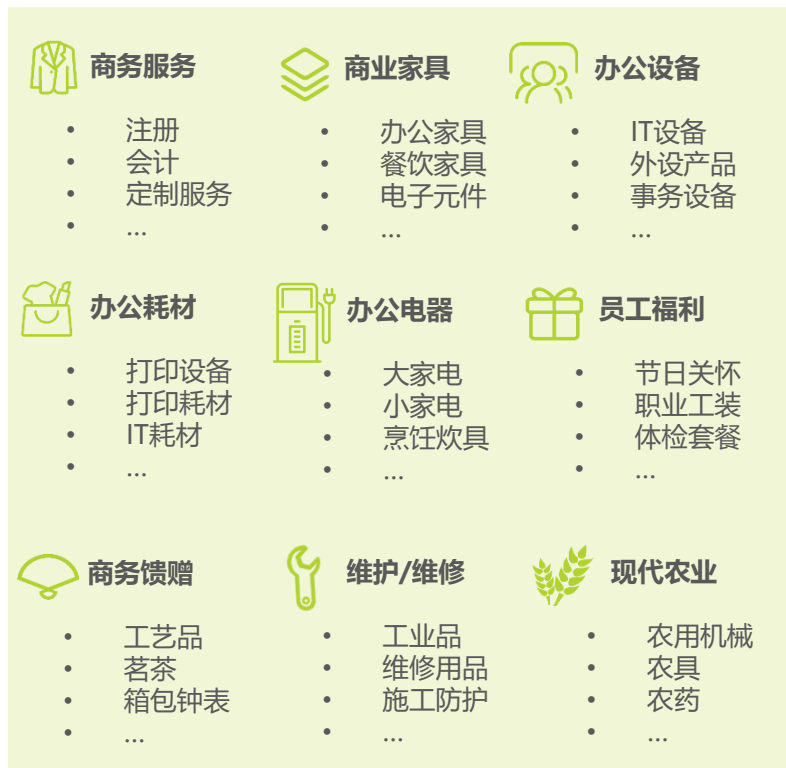 商务服务
• 注册
• 会计
• 定制服务
• ...
商业家具
• 办公家具
• 餐饮家具
• 电子元件
• ...
办公设备
• IT设备
• 外设产品
• 事务设备
• ...
办公耗材
• 打印设备
• 打印耗材
• IT耗材
• ...
办公电器
• 大家电
• 小家电
• 烹饪炊具
• ...
员工福利
• 节日关怀
• 职业工装
• 体检套餐
• ...
商务馈赠
• 工艺品
• 茗茶
• 箱包钟表
• ...
维护/维修
• 工业品
• 维修用品
• 施工防护
• ...
现代农业
• 农用机械
• 农具
• 农药
• ...